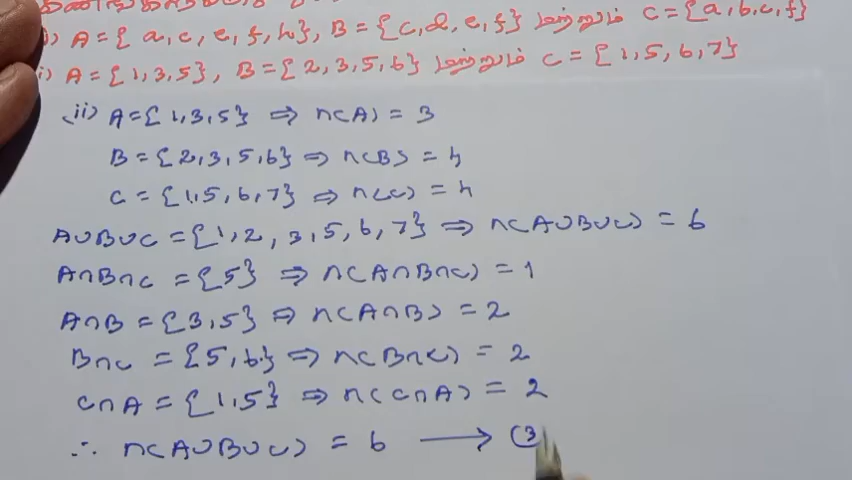 ) A = { a, c, e, f, h}, B = {c, d, e, f} மற்றும் C = {a, b, c, f}
i) A = {1, 3, 5}, B = {2, 3, 5, 6} மற்றும் C = {1, 5, 6, 7}
(ii) A = {1, 3, 5} ⇒ n(A) = 3
B = {2, 3, 5, 6} ⇒ n(B) = 4
C = {1, 5, 6, 7} ⇒ n(C) = 4
A∪B∪C = {1, 2, 3, 5, 6, 7} ⇒ n(A∪B∪C) = 6
A∩B∩C = {5} ⇒ n(A∩B∩C) = 1
A∩B = {3, 5} ⇒ n(A∩B) = 2
B∩C = {5, 6} ⇒ n(B∩C) = 2
C∩A = {1, 5} ⇒ n(C∩A) = 2
∴ n(A∪B∪C) = 6 ⟶ (3